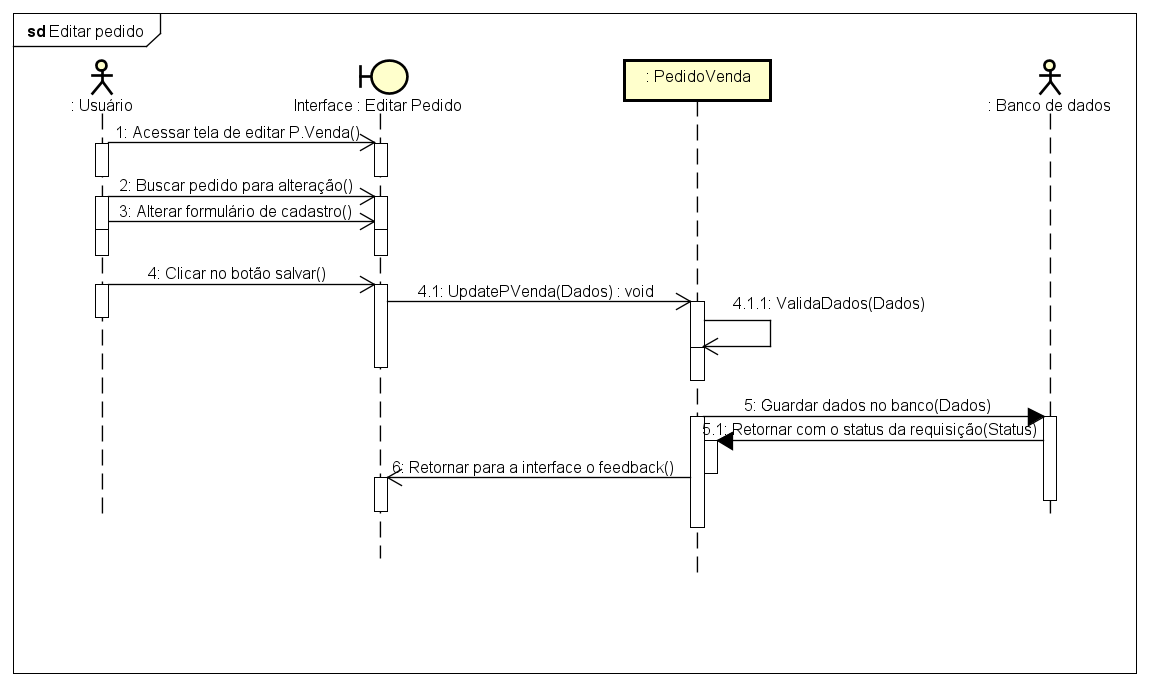 sd Editar pedido
: Usuário
Interface : Editar Pedido
: PedidoVenda
: Banco de dados
1: Acessar tela de editar P.Venda()
2: Buscar pedido para alteração()
3: Alterar formulário de cadastro()
4: Clicar no botão salvar()
4.1: UpdatePVenda(Dados) : void
4.1.1: ValidaDados(Dados)
5: Guardar dados no banco(Dados)
5.1: Retornar com o status da requisição(Status)
6: Retornar para a interface o feedback()